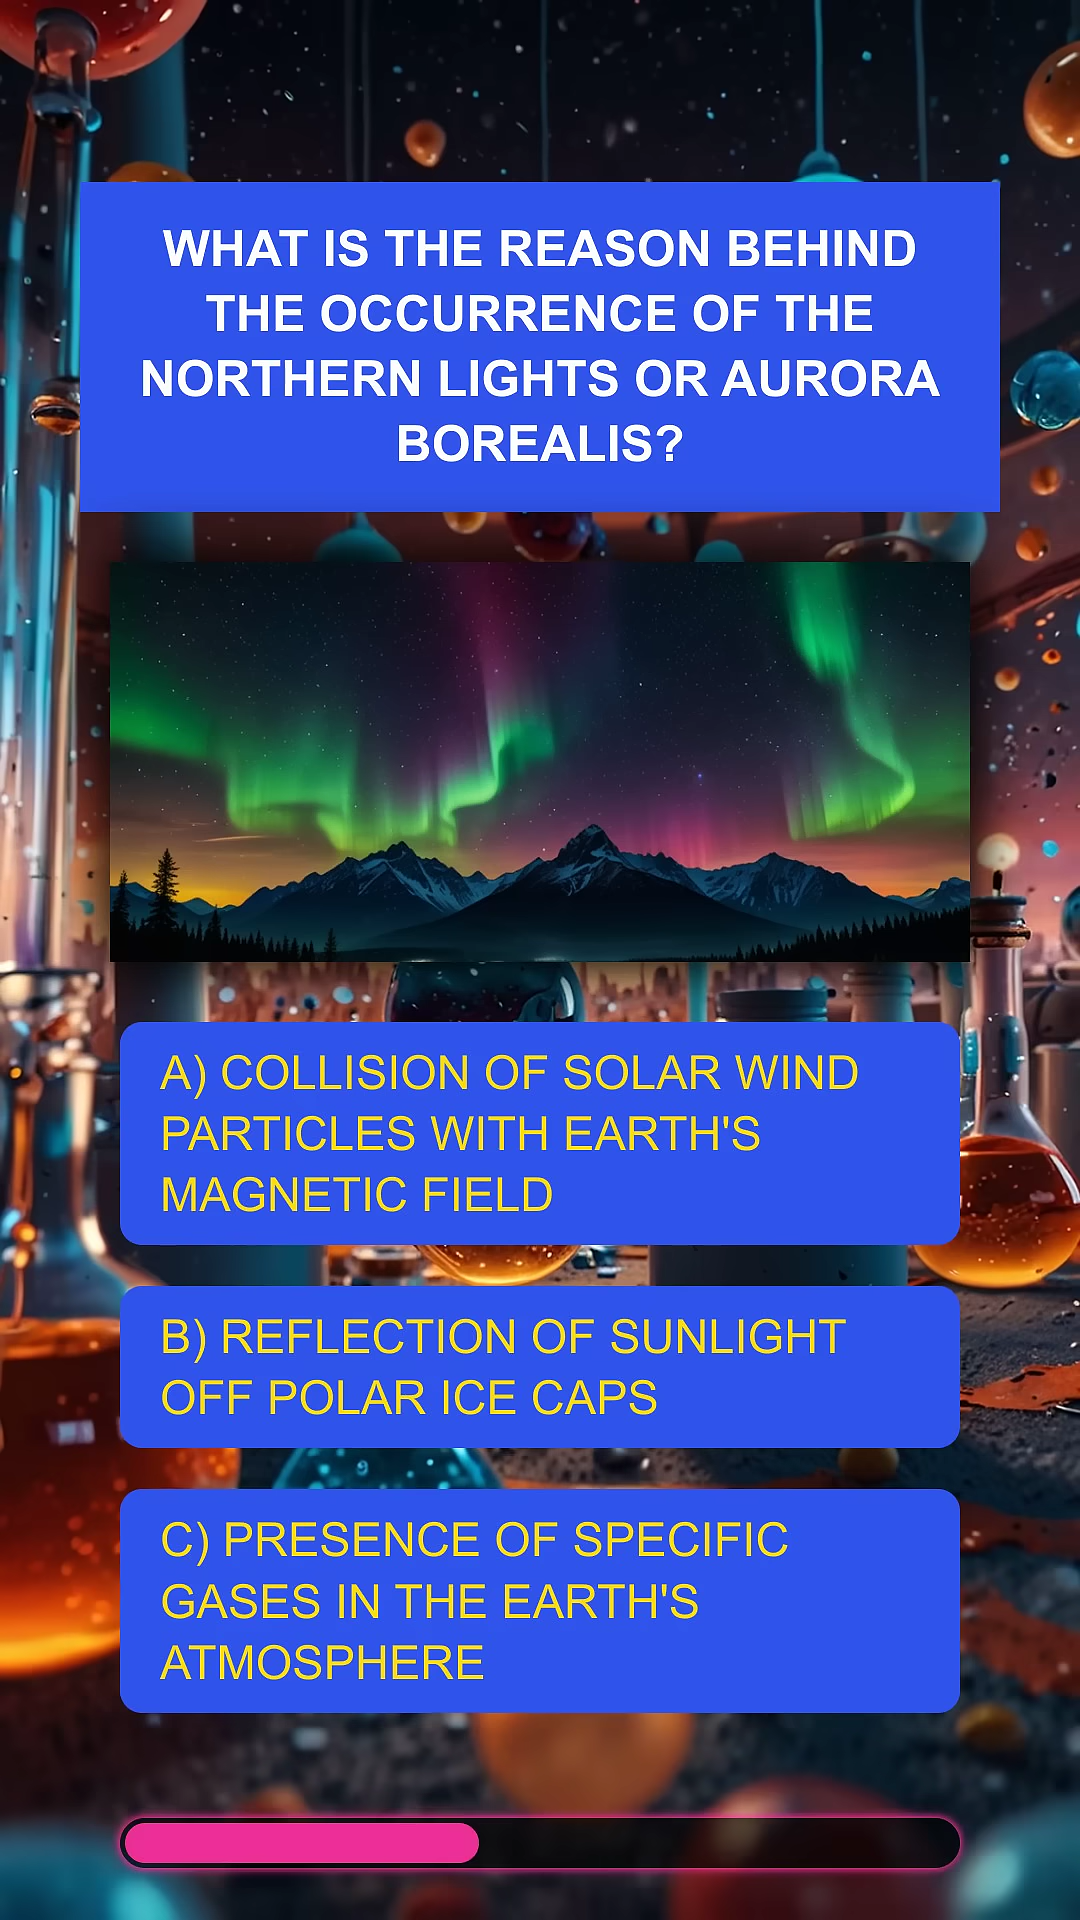 WHAT IS THE REASON BEHIND
THE OCCURRENCE OF THE
NORTHERN LIGHTS OR AURORA
BOREALIS?
A) COLLISION OF SOLAR WIND
PARTICLES WITH EARTH'S
MAGNETIC FIELD
B) REFLECTION OF SUNLIGHT
OFF POLAR ICE CAPS
C) PRESENCE OF SPECIFIC
GASES IN THE EARTH'S
ATMOSPHERE